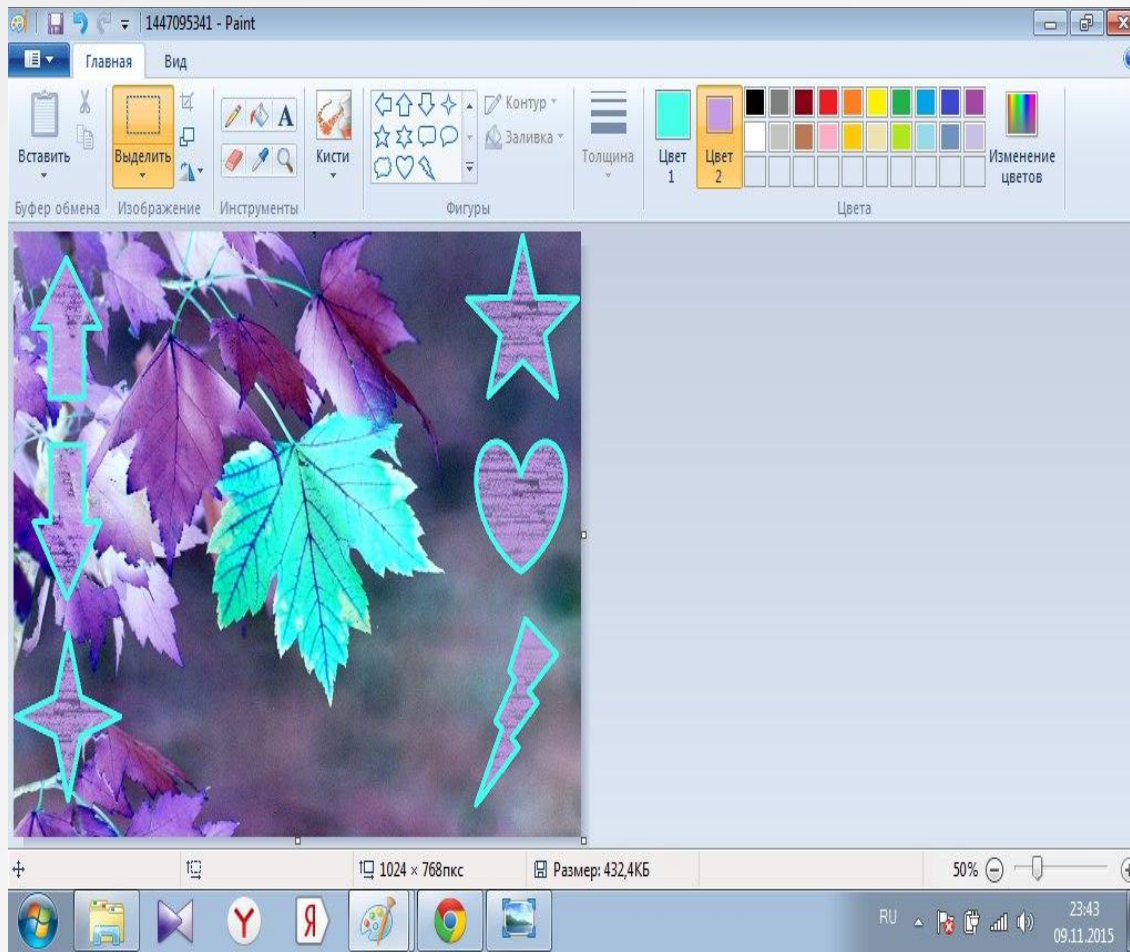 1447095341 - Paint
Главная Вид
A
Вставить
Выделить
Кисти
Контур
Заливка
Толщина
Цвет 1
Цвет 2
Изменение цветов
Буфер обмена Изображение Инструменты Фигуры Цвета
1024 × 768пкс Размер: 432,4КБ 50%
Y Я RU 23:43
09.11.2015